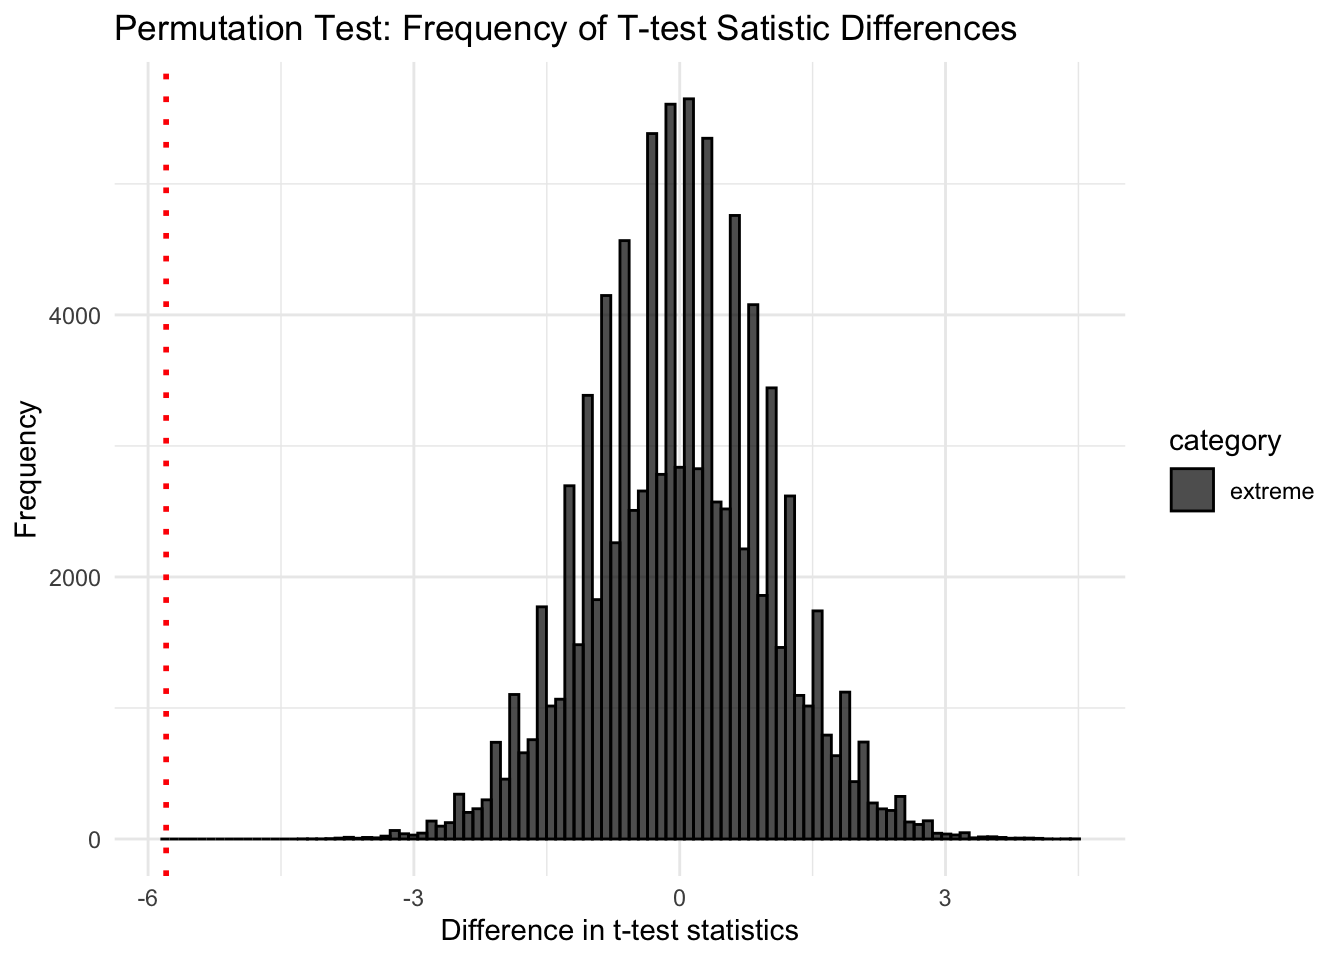 Permutation Test: Frequency of T-test Satistic Differences
Frequency
4000
2000
0
-6
-3
0
3
Difference in t-test statistics
category
extreme